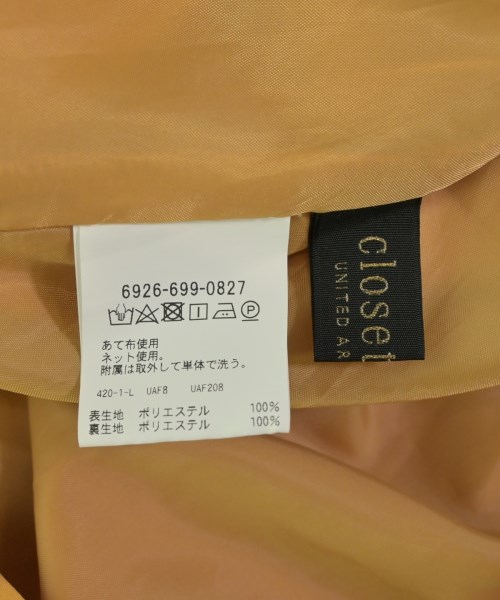 6926-699-0827
あて布使用
ネット使用。
附属は取外して単体で洗う。
420-1-L UAF8 UAF208
表生地 ポリエステル 100%
裏生地 ポリエステル 100%
closet
UNITED AR